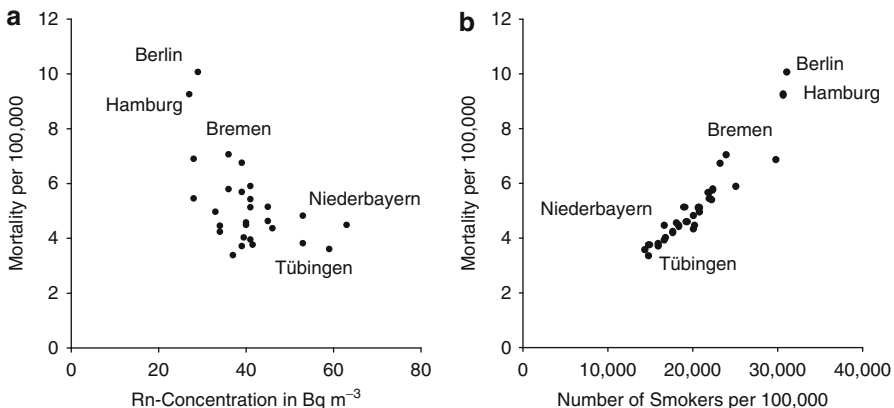 a
Mortality per 100,000
12
10
8
6
4
2
0
Berlin
Hamburg
Bremen
Niederbayern
Tübingen
0 20 40 60 80
Rn-Concentration in Bq m⁻³
b
Mortality per 100,000
12
10
8
6
4
2
0
Berlin
Hamburg
Bremen
Niederbayern
Tübingen
0 10,000 20,000 30,000 40,000
Number of Smokers per 100,000